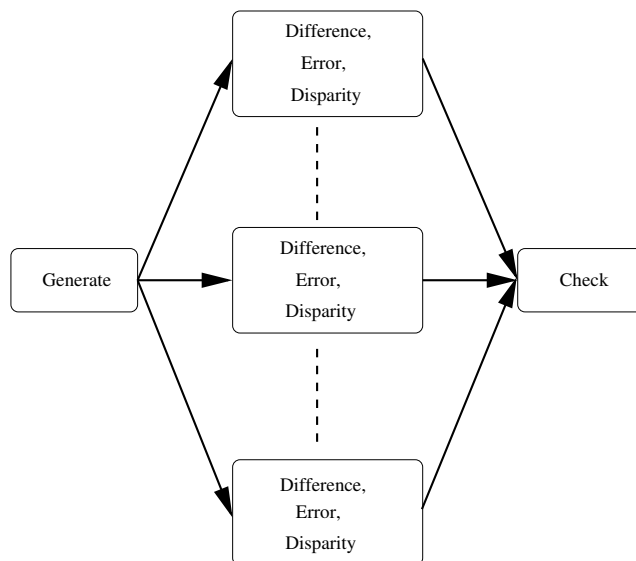 Difference,
Error,
Disparity
Generate
Difference,
Error,
Disparity
Check
Difference,
Error,
Disparity